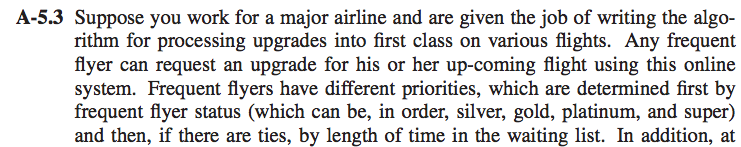 A-5.3 Suppose you work for a major airline and are given the job of writing the algo-
rithm for processing upgrades into first class on various flights. Any frequent
flyer can request an upgrade for his or her up-coming flight using this online
system. Frequent flyers have different priorities, which are determined first by
frequent flyer status (which can be, in order, silver, gold, platinum, and super)
and then, if there are ties, by length of time in the waiting list. In addition, at